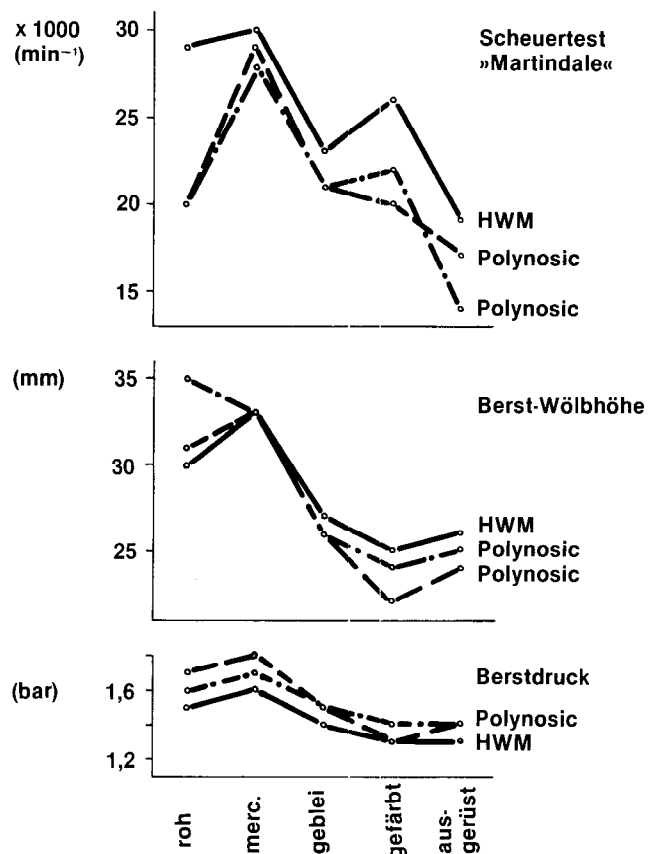 x 1000
(min⁻¹)
30
25
20
15
Scheuertest
»Martindale«
HWM
Polynosic
Polynosic
(mm)
35
30
25
Berst-Wölbhöhe
HWM
Polynosic
Polynosic
(bar)
1,6
1,2
Berstdruck
Polynosic
HWM
roh
merc.
geblei
gefärbt
aus-
gerüst